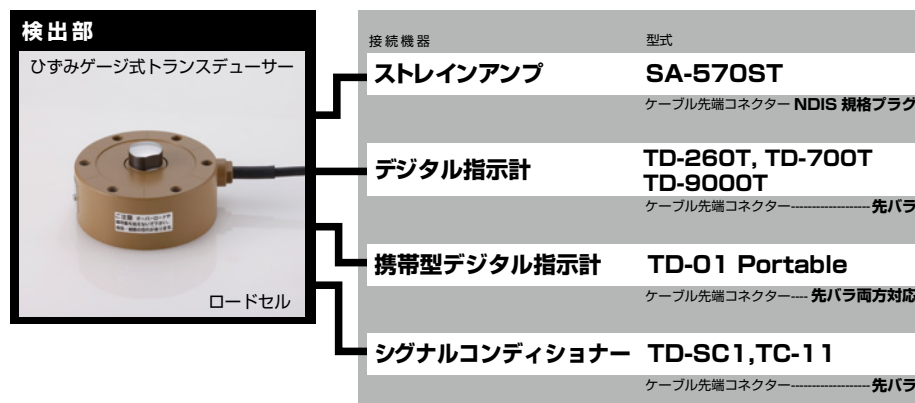 検出部
ひずみゲージ式トランスデューサー
ロードセル
接続機器 型式
ストレインアンプ SA-570ST
ケーブル先端コネクター NDIS 規格プラグ
デジタル指示計 TD-260T, TD-700T
TD-9000T
ケーブル先端コネクター------------------先バラ
携帯型デジタル指示計 TD-01 Portable
ケーブル先端コネクター---- 先バラ両方対応
シグナルコンディショナー TD-SC1,TC-11
ケーブル先端コネクター------------------先バラ